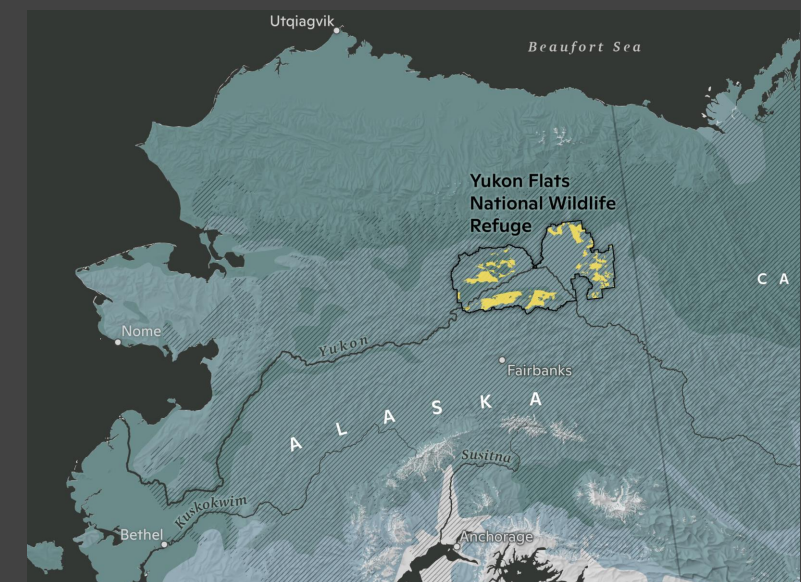 Utqiagvik
Beaufort Sea
Yukon Flats
National Wildlife
Refuge
C A
Nome
Yukon
Fairbanks
A L A S K A
Susitna
Kuskokwim
Bethel
Anchorage